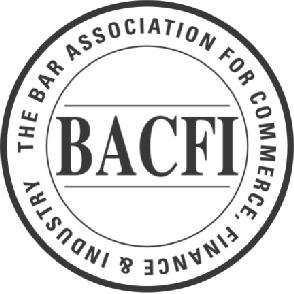 THE BAR ASSOCIATION FOR COMMERCE, FINANCE & INDUSTRY
BACFI